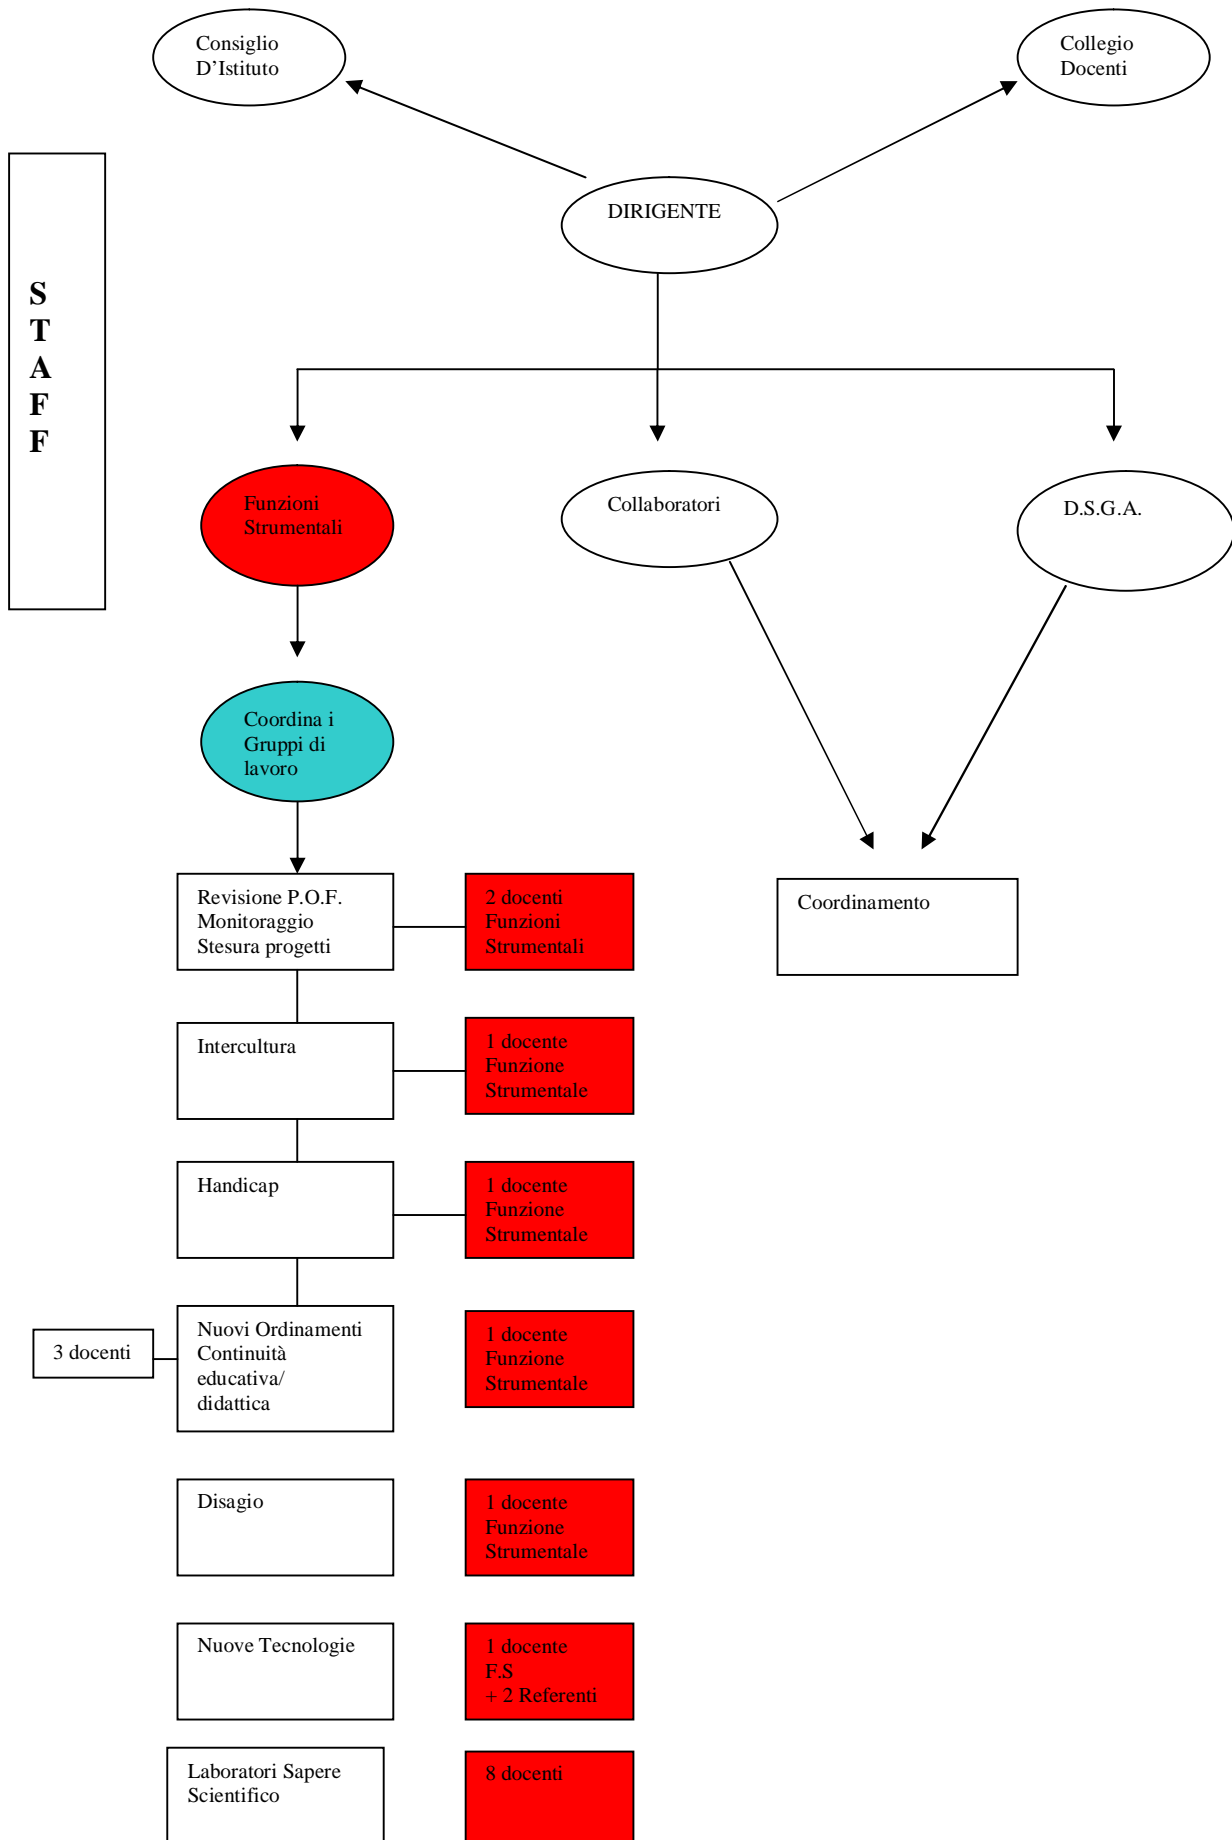 Consiglio
D'Istituto
Collegio
Docenti
DIRIGENTE
S
T
A
F
F
Funzioni
Strumentali
Collaboratori
D.S.G.A.
Coordina i
Gruppi di
lavoro
Revisione P.O.F.
Monitoraggio
Stesura progetti
2 docenti
Funzioni
Strumentali
Coordinamento
Intercultura
1 docente
Funzione
Strumentale
Handicap
1 docente
Funzione
Strumentale
3 docenti
Nuovi Ordinamenti
Continuità
educativa/
didattica
1 docente
Funzione
Strumentale
Disagio
1 docente
Funzione
Strumentale
Nuove Tecnologie
1 docente
F.S
+ 2 Referenti
Laboratori Sapere
Scientifico
8 docenti